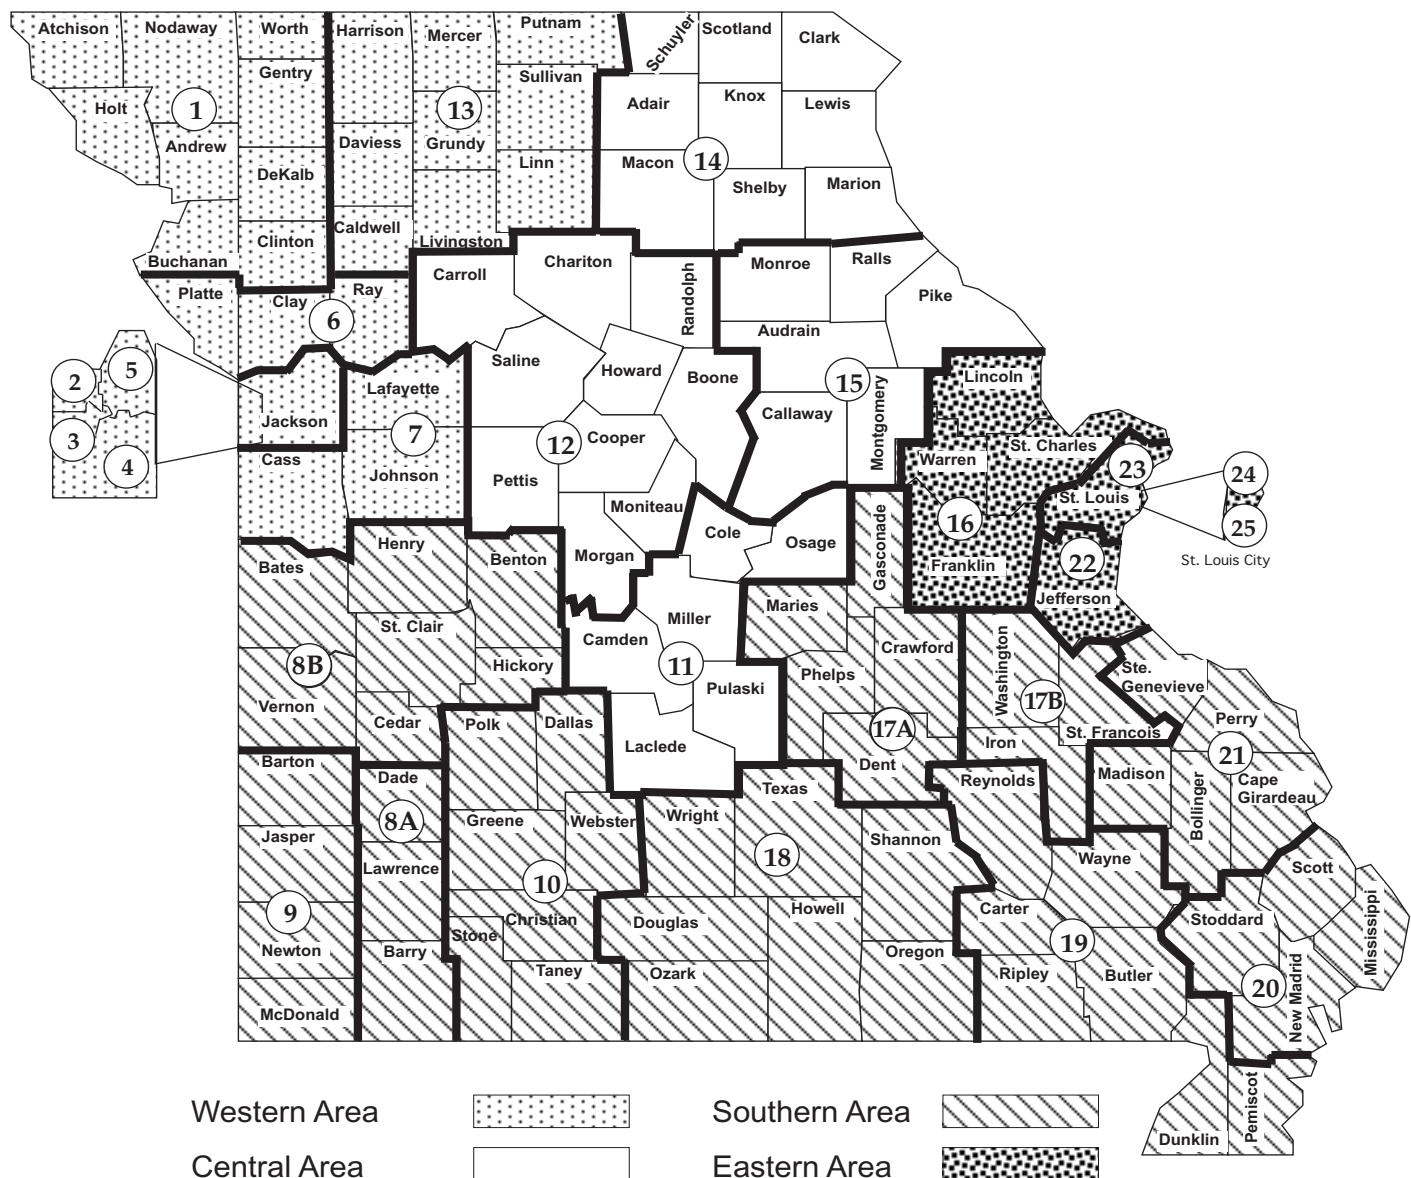 Atchison
Nodaway
Worth
Harrison
Mercer
Putnam
Schuyler
Scotland
Clark
Gentry
Sullivan
Holt
1
13
Adair
Knox
Lewis
Andrew
Daviess
Grundy
Linn
Macon
14
DeKalb
Shelby
Marion
Caldwell
Clinton
Livingston
Buchanan
Carroll
Chariton
Randolph
Monroe
Ralls
Platte
Clay
Ray
Pike
6
Audrain
2
5
Saline
Howard
Boone
15
Lincoln
Lafayette
Jackson
Callaway
Montgomery
3
7
12
Cooper
St. Charles
4
Cass
Johnson
Pettis
Warren
23
24
Moniteau
St. Louis
Cole
Osage
Gasconade
16
25
Henry
Benton
Morgan
Franklin
22
St. Louis City
Bates
Jefferson
Maries
Miller
St. Clair
Camden
Crawford
Washington
8B
Hickory
11
Phelps
Ste.
Genevieve
Vernon
Pulaski
17B
Cedar
Polk
Dallas
17A
Perry
St. Francois
Laclede
Iron
21
Barton
Dent
Dade
Texas
Reynolds
Madison
Cape
Girardeau
Bollinger
8A
Greene
Webster
Wright
Jasper
Shannon
18
Wayne
Lawrence
Scott
10
9
Christian
Howell
Carter
Stoddard
Mississippi
Douglas
Stone
Newton
Barry
19
Taney
Ozark
Oregon
Ripley
Butler
20
New Madrid
McDonald
Pemiscot
Dunklin
Western Area
Southern Area
Central Area
Eastern Area